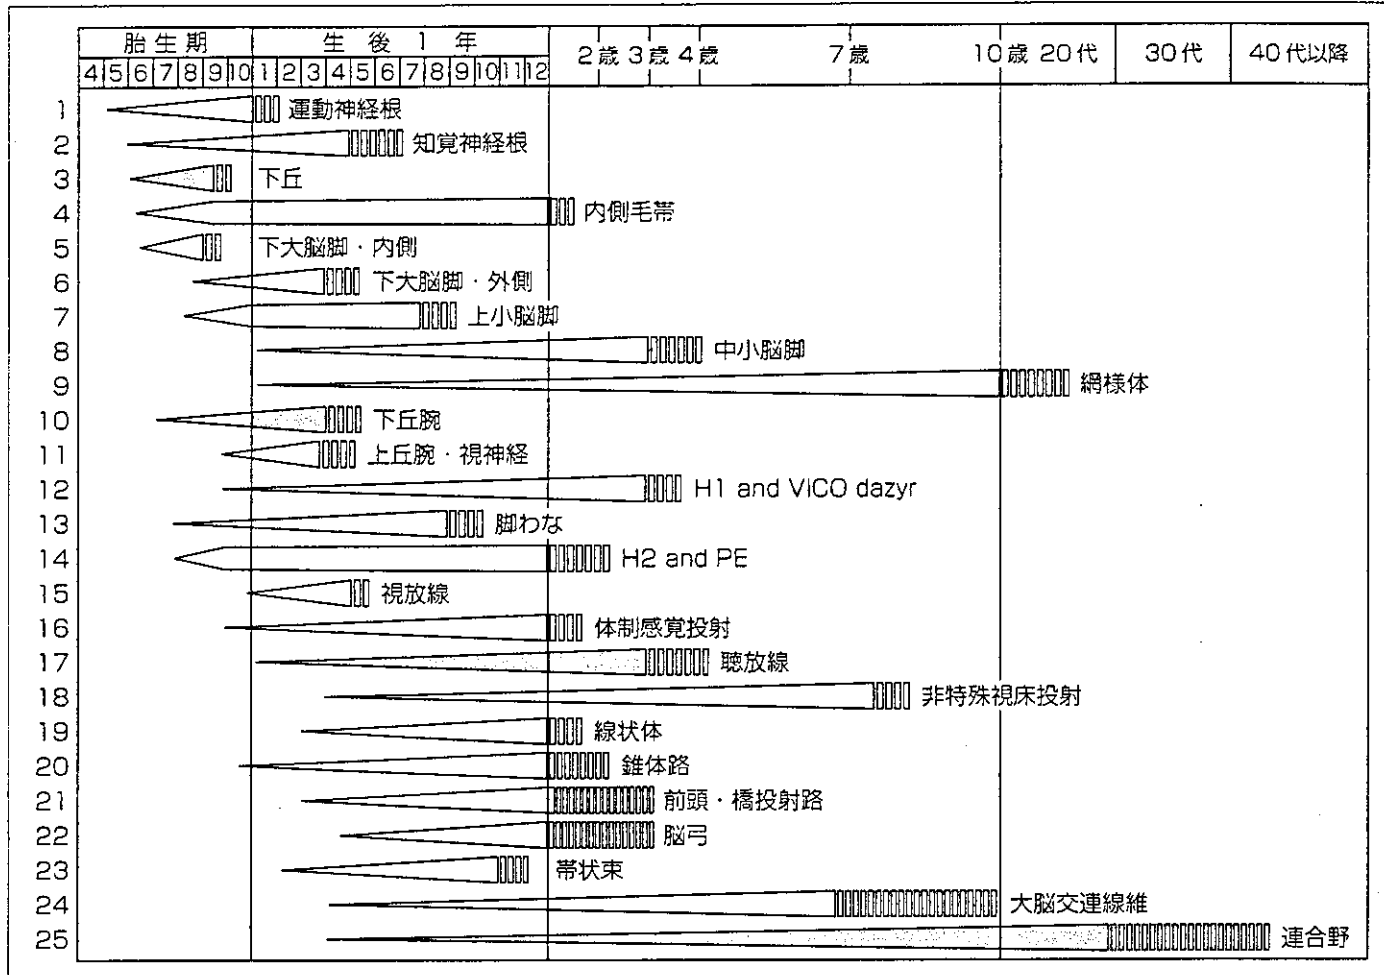 胎生期 生後1年 2歳 3歳 4歳 7歳 10歳 20代 30代 40代以降
4 5 6 7 8 9 10 1 2 3 4 5 6 7 8 9 10 11 12
1 運動神経根
2 知覚神経根
3 下丘
4 内側毛帯
5 下大脳脚・内側
6 下大脳脚・外側
7 上小脳脚
8 中小脳脚
9 網様体
10 下丘腕
11 上丘腕・視神経
12 H1 and VICO dazyr
13 脚わな
14 H2 and PE
15 視放線
16 体制感覚投射
17 聴放線
18 非特殊視床投射
19 線状体
20 錐体路
21 前頭・橋投射路
22 脳弓
23 帯状束
24 大脳交連線維
25 連合野